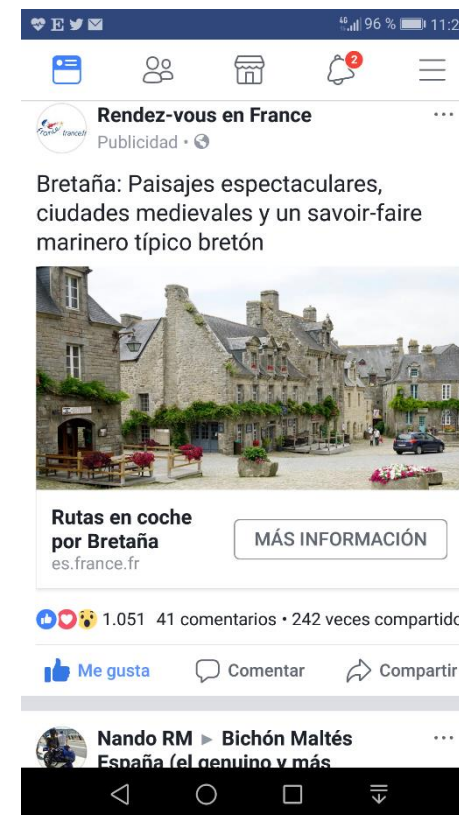 E 96 % 11:2
2
Rendez-vous en France
Publicidad •
Bretaña: Paisajes espectaculares,
ciudades medievales y un savoir-faire
marinero típico bretón
Rutas en coche
por Bretaña
es.france.fr
MÁS INFORMACIÓN
1.051 41 comentarios • 242 veces compartido
Me gusta Comentar Compartir
Nando RM ▸ Bichón Maltés
España (el genuino y más